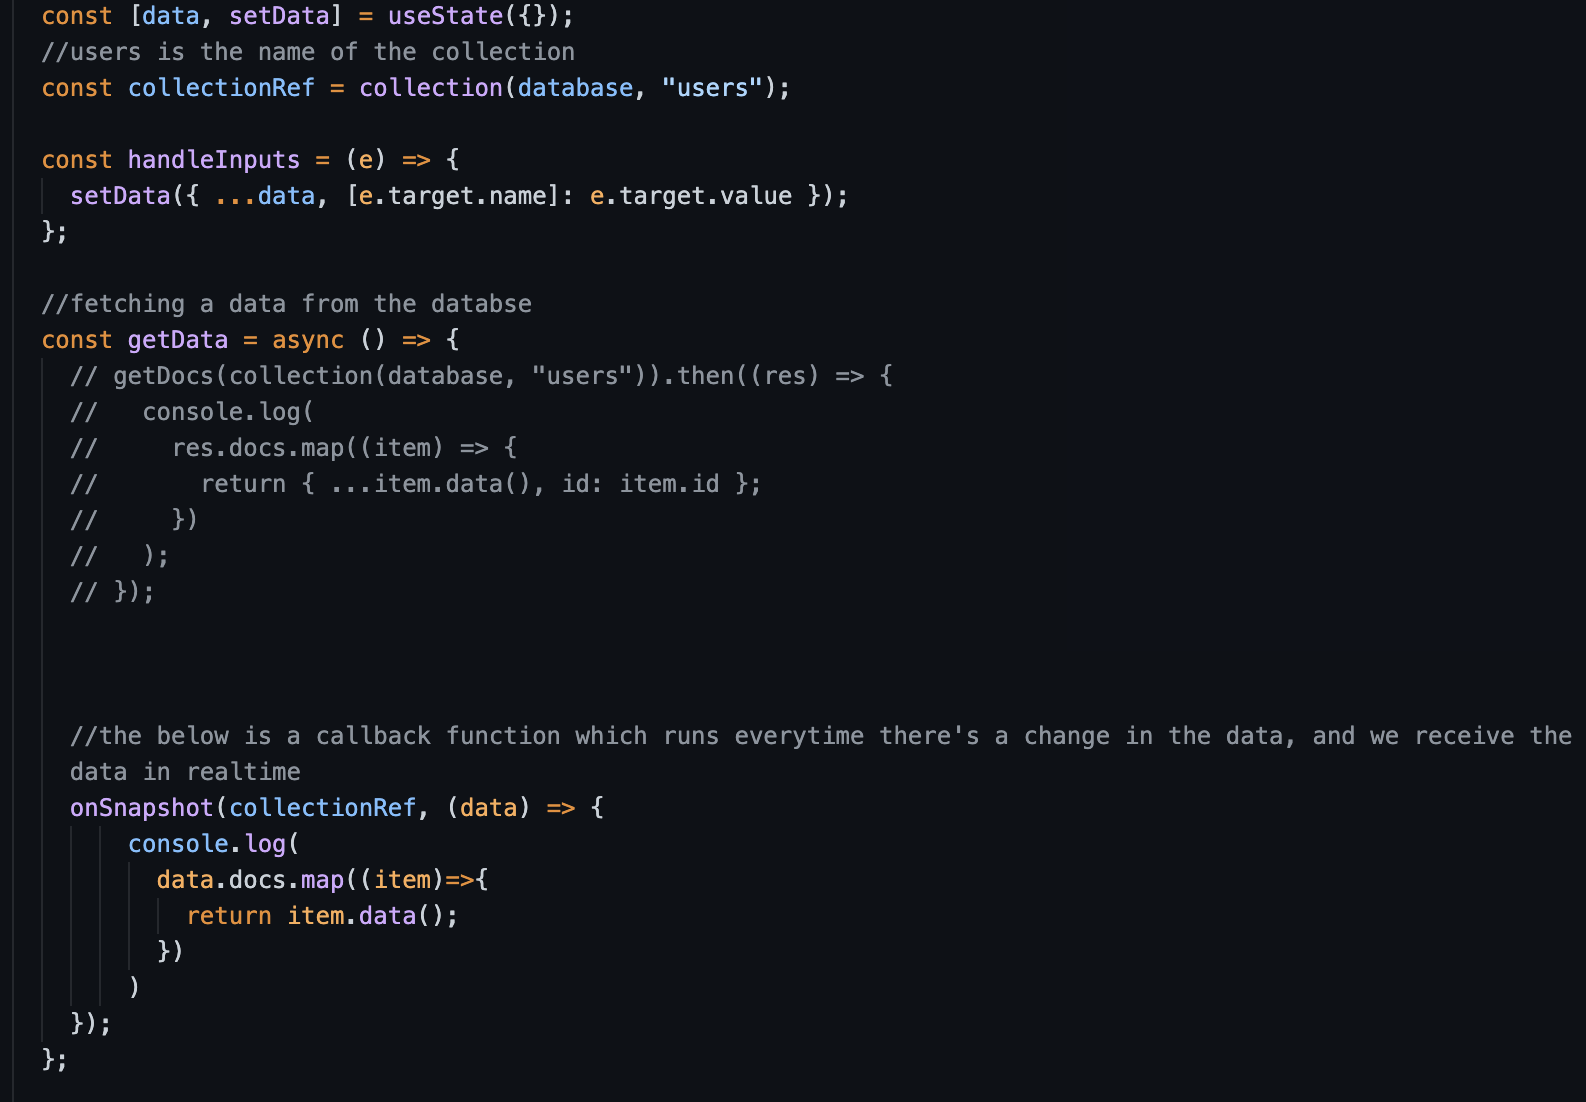 const [data, setData] = useState({});
//users is the name of the collection
const collectionRef = collection(database, "users");
const handleInputs = (e) => {
setData({ ...data, [e.target.name]: e.target.value });
};
//fetching a data from the databse
const getData = async () => {
// getDocs(collection(database, "users")).then((res) => {
//   console.log(
//     res.docs.map((item) => {
//       return { ...item.data(), id: item.id };
//     })
//   );
// });
//the below is a callback function which runs everytime there's a change in the data, and we receive the
data in realtime
onSnapshot(collectionRef, (data) => {
console.log(
data.docs.map((item)=>{
return item.data();
})
)
});
};